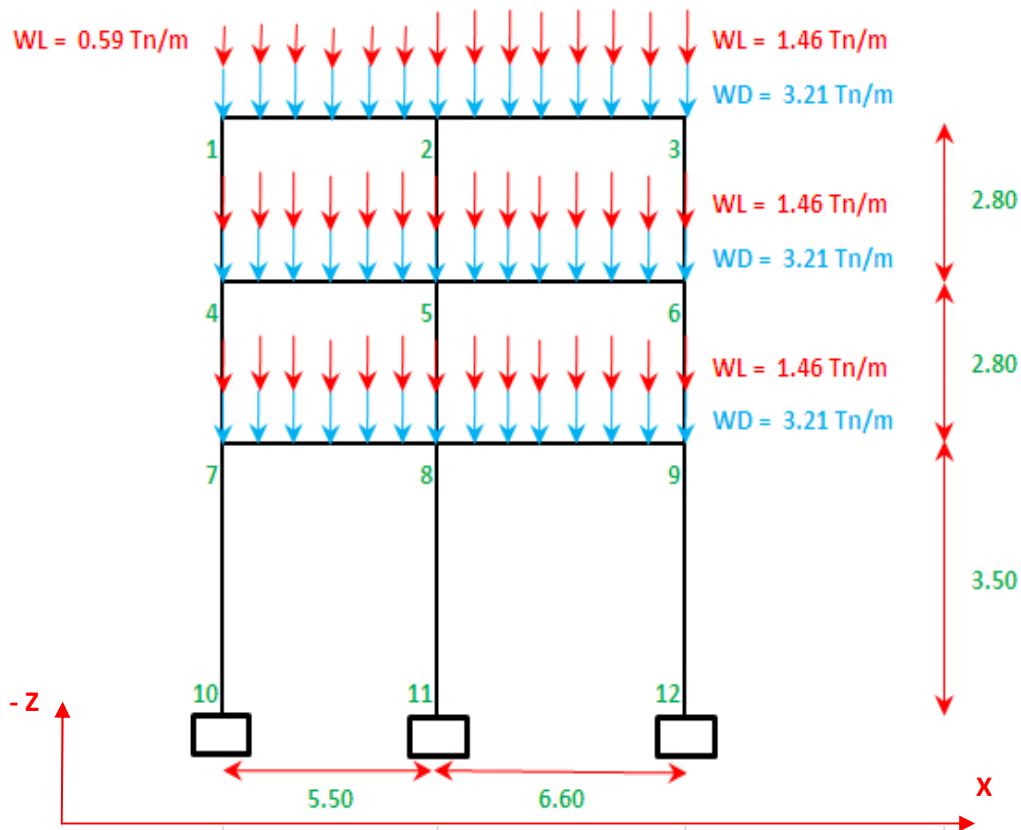 WL = 0.59 Tn/m
WL = 1.46 Tn/m
WD = 3.21 Tn/m
1
2
3
2.80
WL = 1.46 Tn/m
WD = 3.21 Tn/m
4
5
6
2.80
WL = 1.46 Tn/m
WD = 3.21 Tn/m
7
8
9
3.50
10
11
12
- Z
5.50
6.60
X